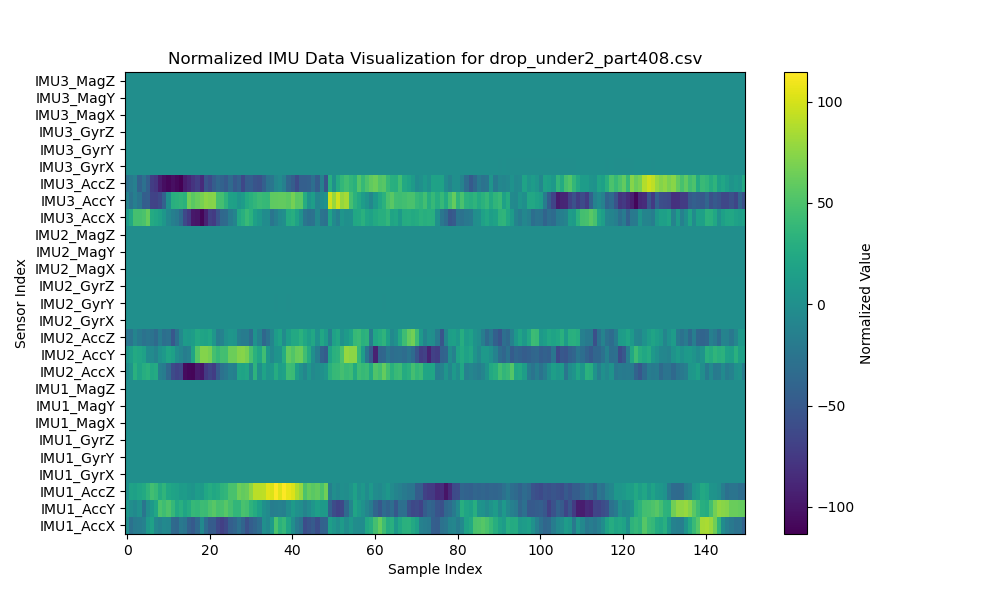 Normalized IMU Data Visualization for drop_under2_part408.csv
IMU3_MagZ
IMU3_MagY
IMU3_MagX
IMU3_GyrZ
IMU3_GyrY
IMU3_GyrX
IMU3_AccZ
IMU3_AccY
IMU3_AccX
IMU2_MagZ
IMU2_MagY
IMU2_MagX
IMU2_GyrZ
IMU2_GyrY
IMU2_GyrX
IMU2_AccZ
IMU2_AccY
IMU2_AccX
IMU1_MagZ
IMU1_MagY
IMU1_MagX
IMU1_GyrZ
IMU1_GyrY
IMU1_GyrX
IMU1_AccZ
IMU1_AccY
IMU1_AccX
Sensor Index
0 20 40 60 80 100 120 140
Sample Index
100
50
0
−50
−100
Normalized Value